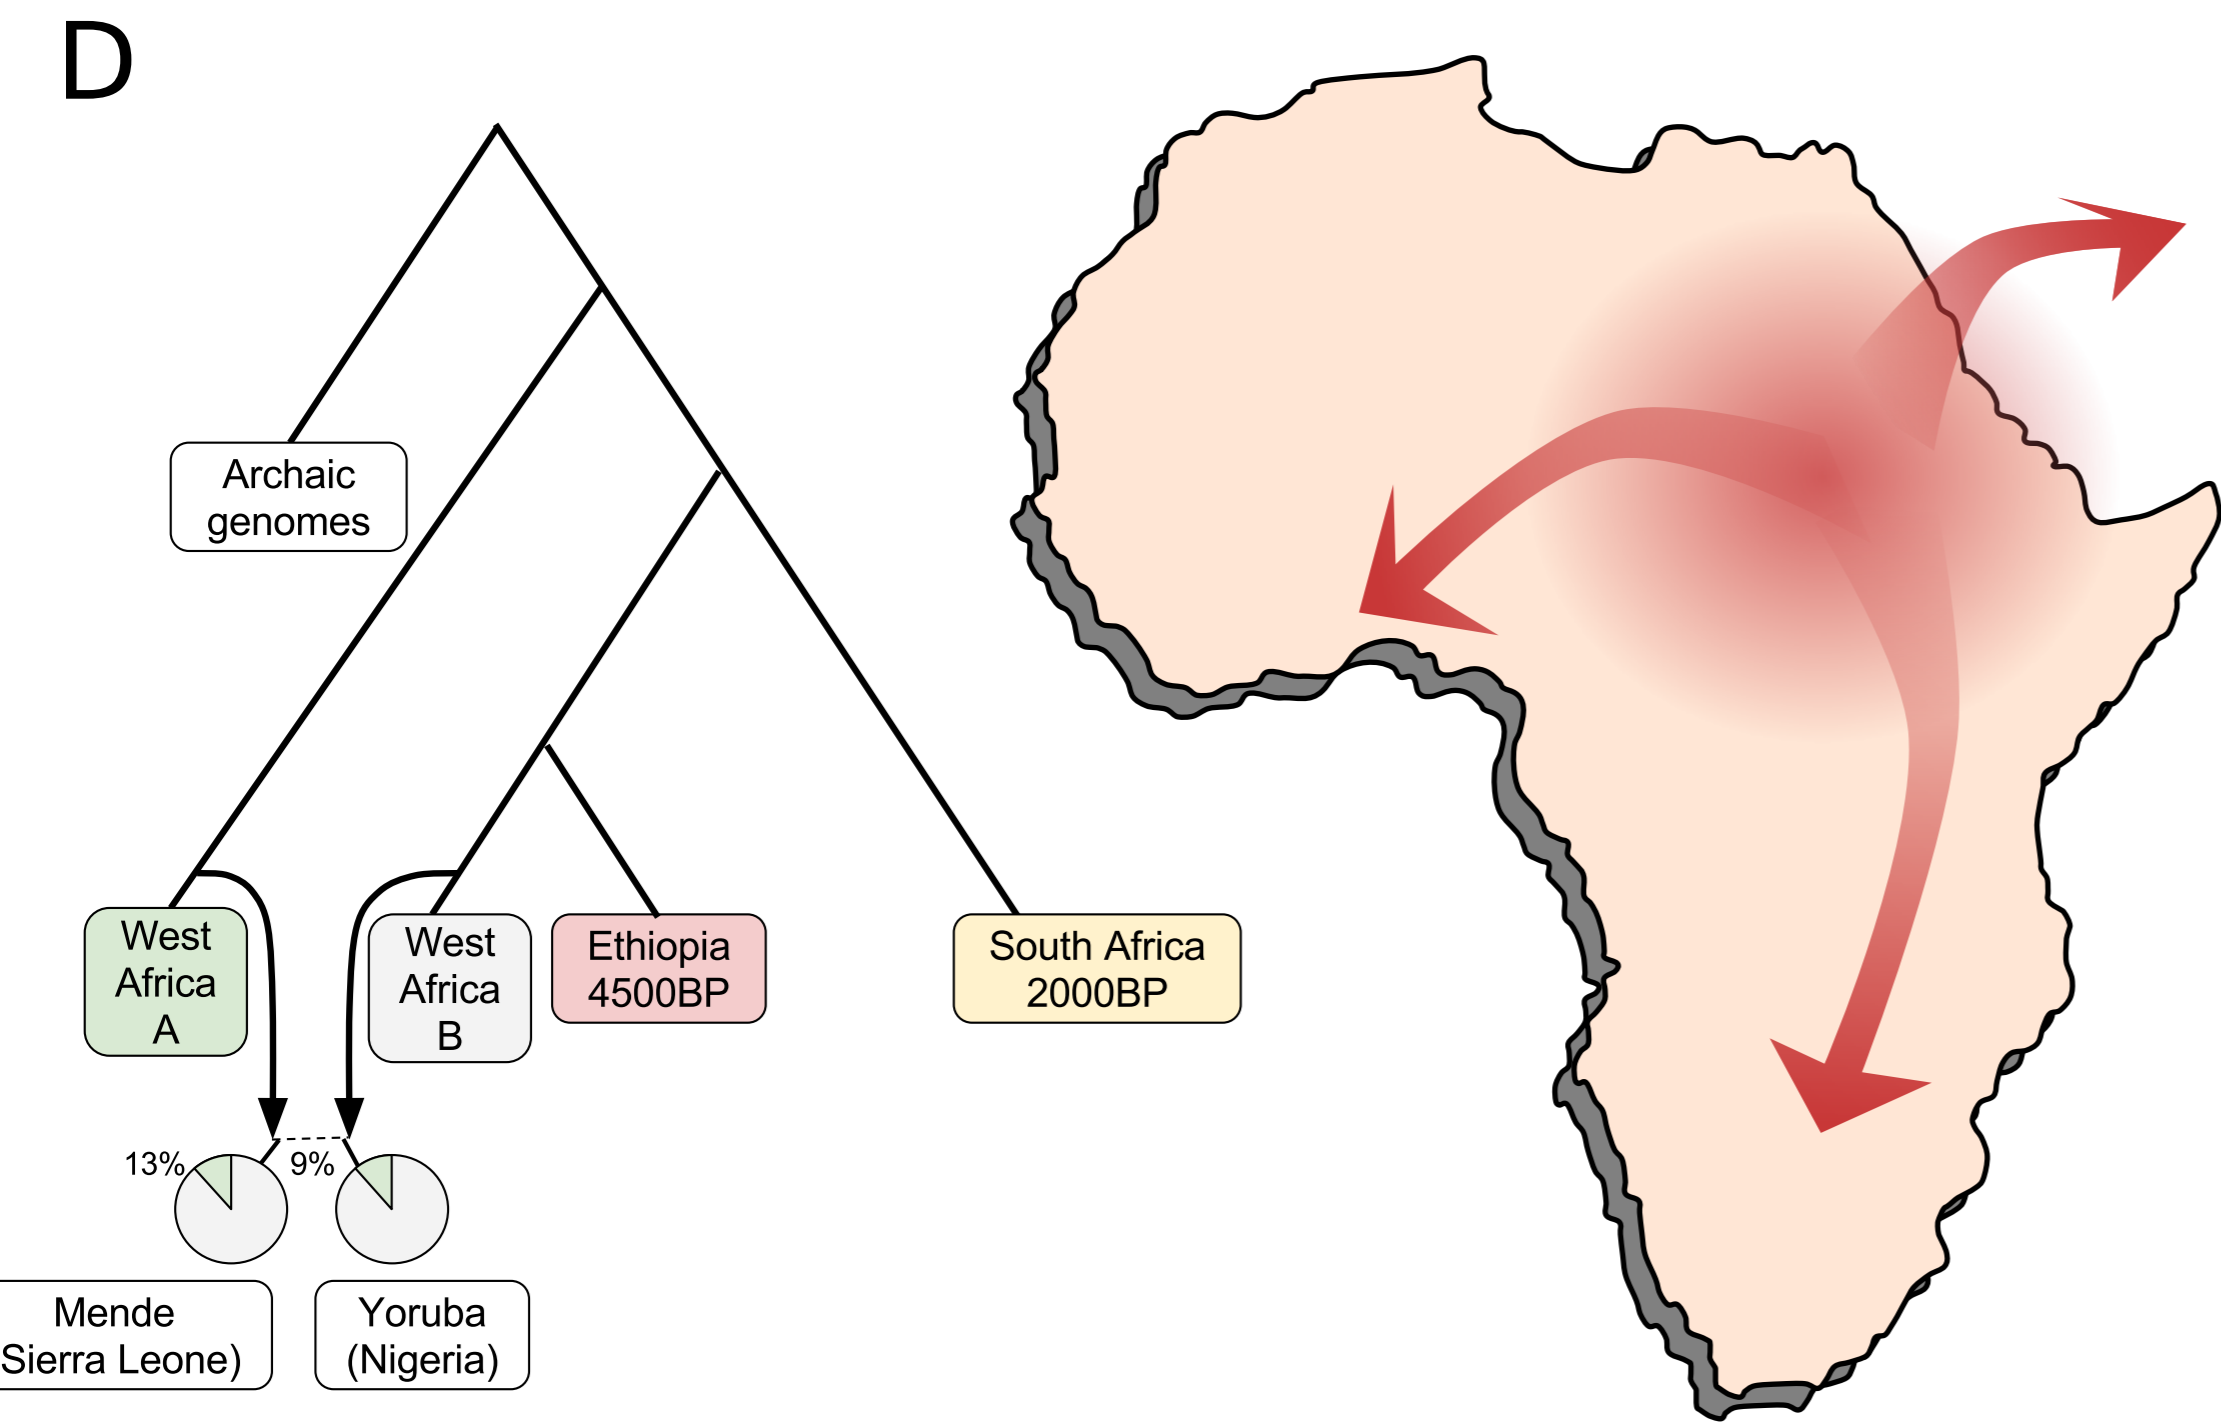 D
Archaic
genomes
West
Africa
A
West
Africa
B
Ethiopia
4500BP
South Africa
2000BP
13%
9%
Mende
Sierra Leone)
Yoruba
(Nigeria)